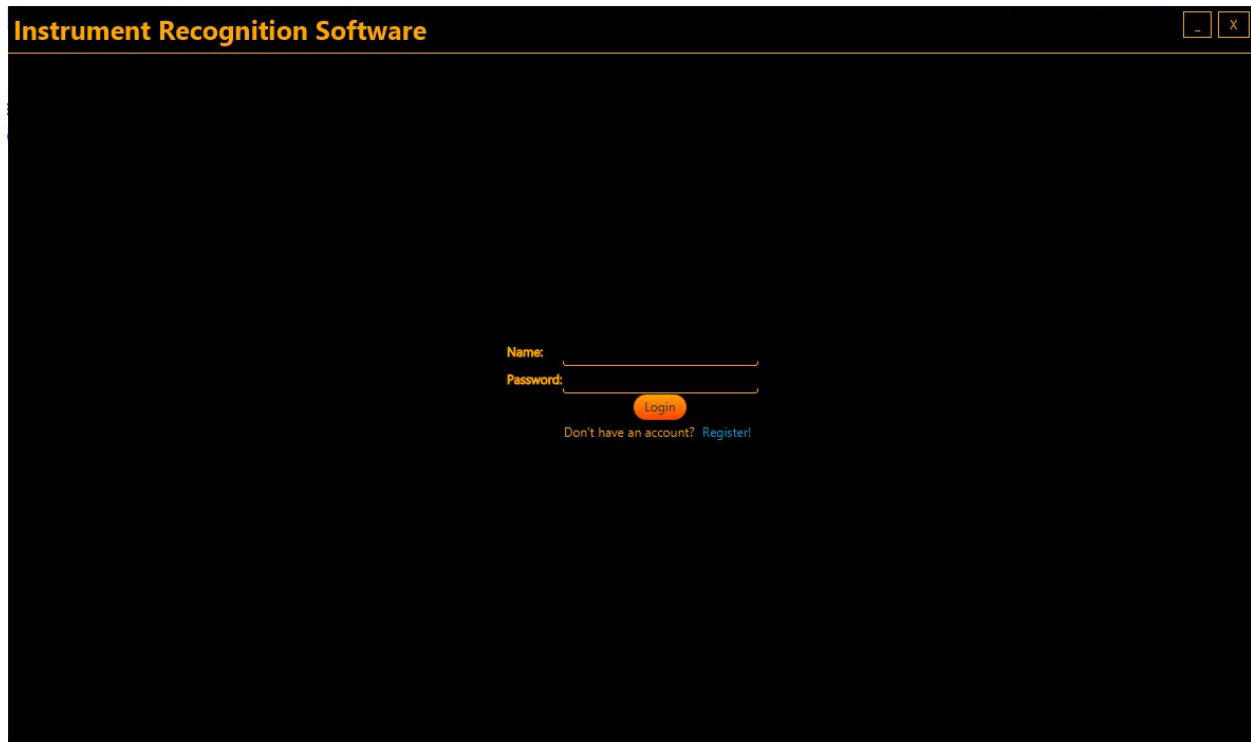 Instrument Recognition Software _ X
Name:
Password:
Login
Don't have an account? Register!